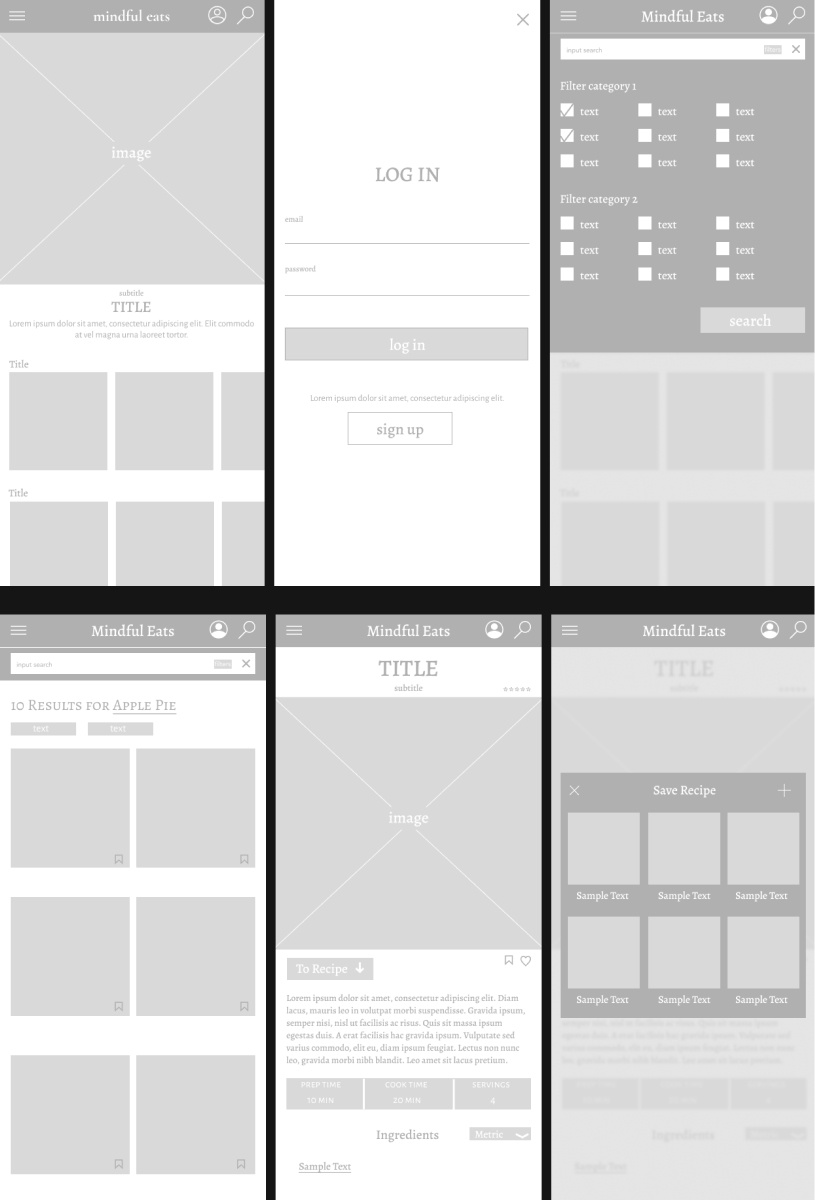 mindful eats
image
subtitle
TITLE
Lorem ipsum dolor sit amet, consectetur adipiscing elit. Elit commodo
at vel magna urna laoreet tortor.
Title
Title
LOG IN
email
password
log in
Lorem ipsum dolor sit amet, consectetur adipiscing elit.
sign up
Mindful Eats
input search
Filters
Filter category 1
text text text
text text text
text text text
Filter category 2
text text text
text text text
text text text
search
Title
Title
Mindful Eats
input search
Filters
10 RESULTS FOR APPLE PIE
text text
Mindful Eats
TITLE
subtitle
image
To Recipe
Lorem ipsum dolor sit amet, consectetur adipiscing elit. Diam
lacus, mauris leo in volutpat morbi suspendisse. Gravida ipsum,
semper nisi, nisl ut facilisis ac risus. Quis sit massa ipsum
egestas duis. A erat facilisis hac gravida ipsum. Vulputate sed
varius commodo, elit eu, diam ipsum feugiat. Lectus non nunc
leo, gravida morbi nibh blandit. Leo amet sit lacus pretium.
PREP TIME COOK TIME SERVINGS
10 MIN 20 MIN 4
Ingredients Metric
Sample Text
Mindful Eats
TITLE
subtitle
Save Recipe
Sample Text Sample Text Sample Text
Sample Text Sample Text Sample Text
Ingredients
Sample Text